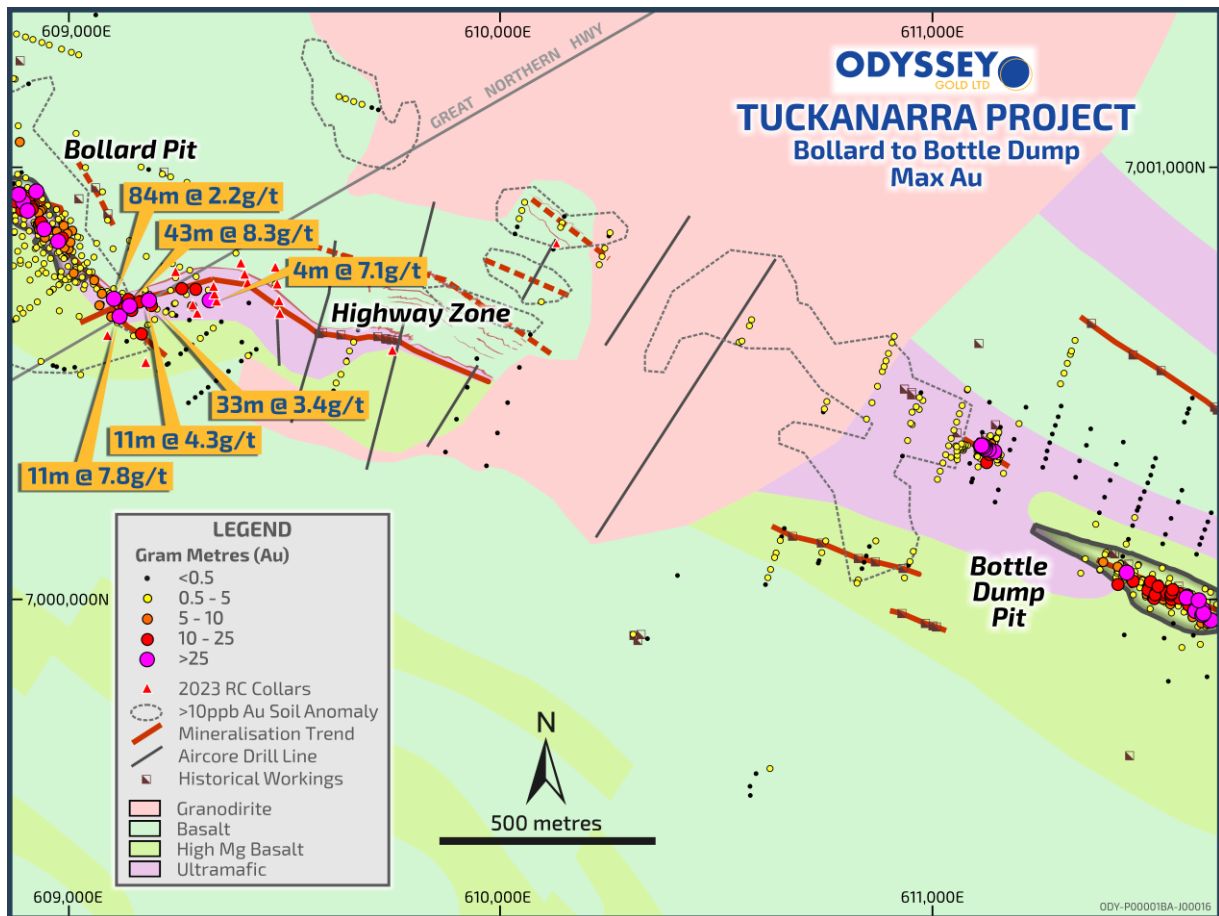 609,000E
610,000E
611,000E
GREAT NORTHERN HWY
ODYSSEY
GOLD LTD
TUCKANARRA PROJECT
Bollard to Bottle Dump
Max Au
7,001,000N
Bollard Pit
84m @ 2.2g/t
43m @ 8.3g/t
4m @ 7.1g/t
Highway Zone
33m @ 3.4g/t
11m @ 4.3g/t
11m @ 7.8g/t
LEGEND
Gram Metres (Au)
<0.5
0.5 - 5
5 - 10
10 - 25
>25
2023 RC Collars
>10ppb Au Soil Anomaly
Mineralisation Trend
Aircore Drill Line
Historical Workings
Granodirite
Basalt
High Mg Basalt
Ultramafic
7,000,000N
Bottle
Dump
Pit
N
500 metres
609,000E
610,000E
611,000E
ODY-P00001BA-J00016